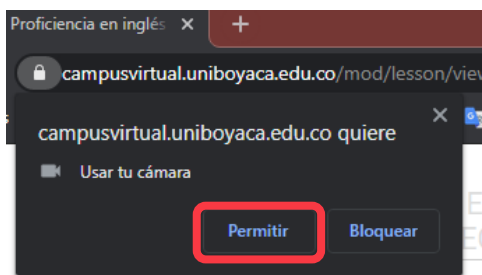 Proficiencia en inglés
campusvirtual.uniboyaca.edu.co/mod/lesson/view
campusvirtual.uniboyaca.edu.co quiere
Usar tu cámara
Permitir
Bloquear